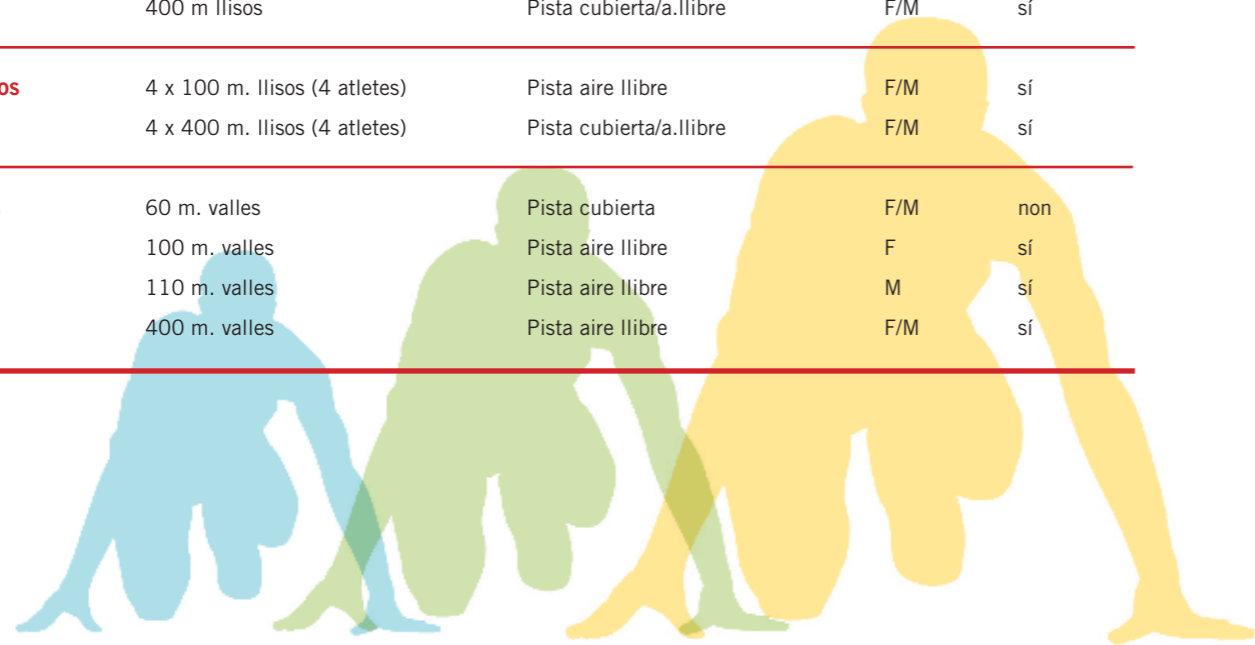 400 m llisos Pista cubierta/a.llibre F/M sí
4 x 100 m. llisos (4 atletes) Pista aire llibre F/M sí
4 x 400 m. llisos (4 atletes) Pista cubierta/a.llibre F/M sí
60 m. valles Pista cubierta F/M non
100 m. valles Pista aire llibre F sí
110 m. valles Pista aire llibre M sí
400 m. valles Pista aire llibre F/M sí